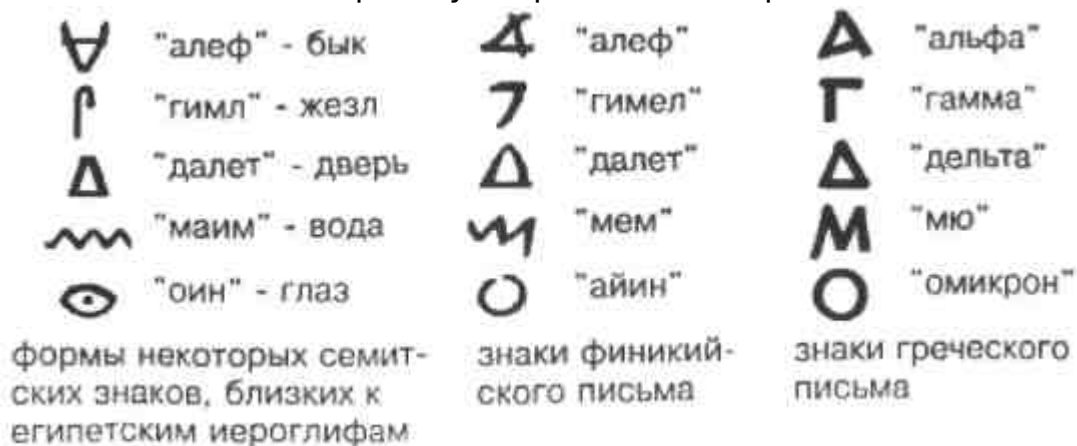 "алеф" - бык "алеф" "альфа"
"гимл" - жезл "гимел" "гамма"
"далет" - дверь "далет" "дельта"
"маим" - вода "мем" "мю"
"оин" - глаз "айин" "омикрон"
формы некоторых семит-
ских знаков, близких к
египетским иероглифам
знаки финикий-
ского письма
знаки греческого
письма